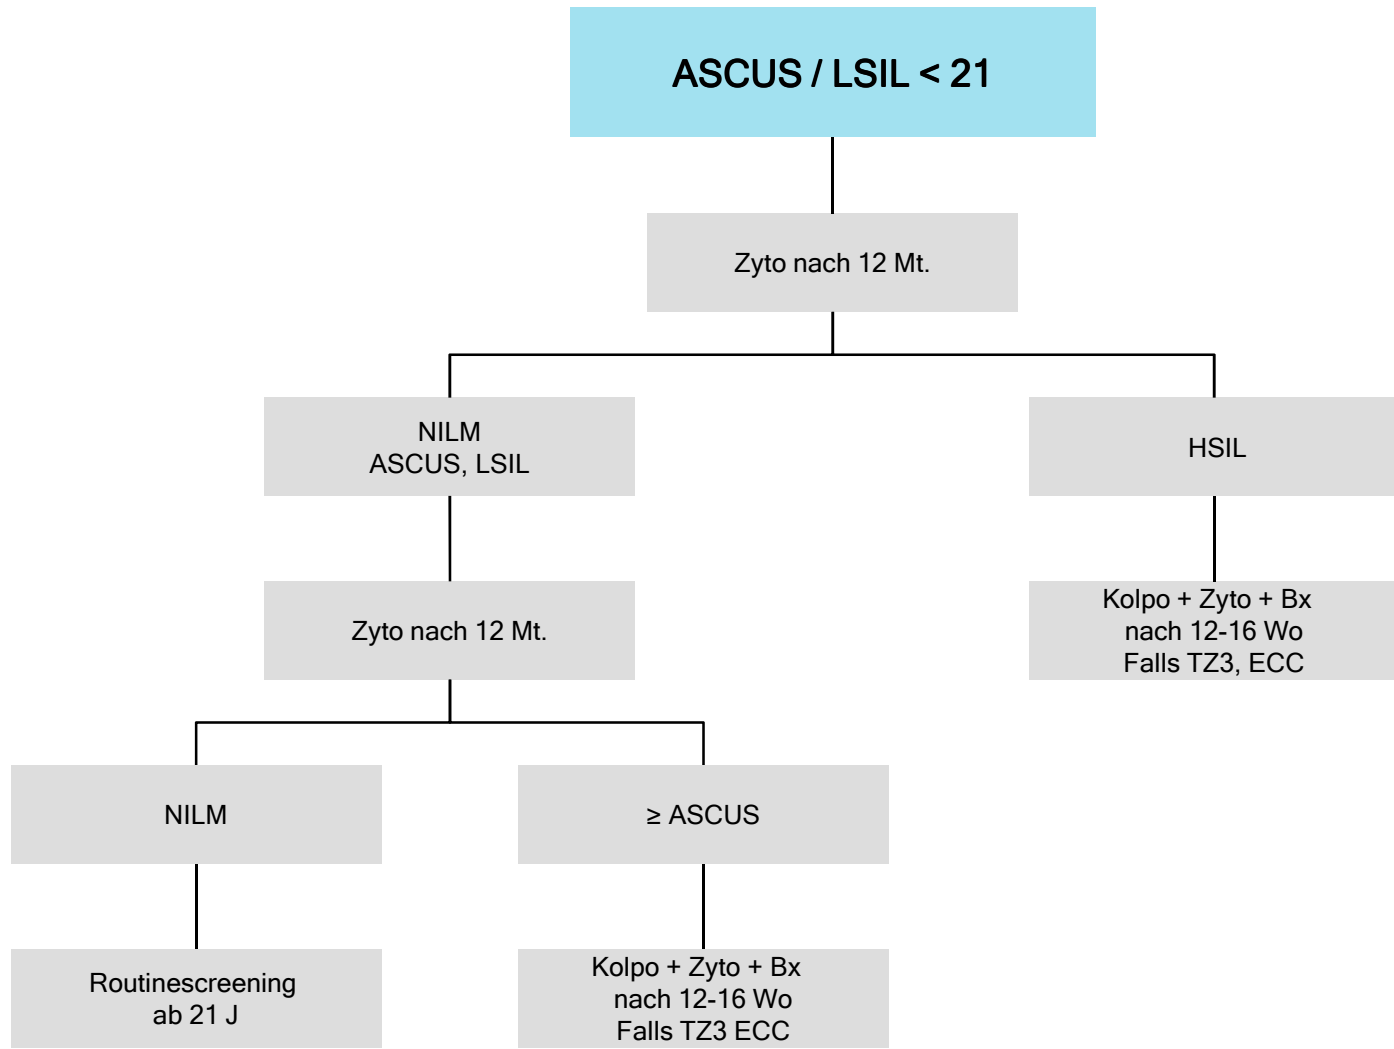 ASCUS / LSIL < 21
Zyto nach 12 Mt.
NILM
ASCUS, LSIL
HSIL
Zyto nach 12 Mt.
Kolpo + Zyto + Bx
nach 12-16 Wo
Falls TZ3, ECC
NILM
≥ ASCUS
Routinescreening
ab 21 J
Kolpo + Zyto + Bx
nach 12-16 Wo
Falls TZ3 ECC